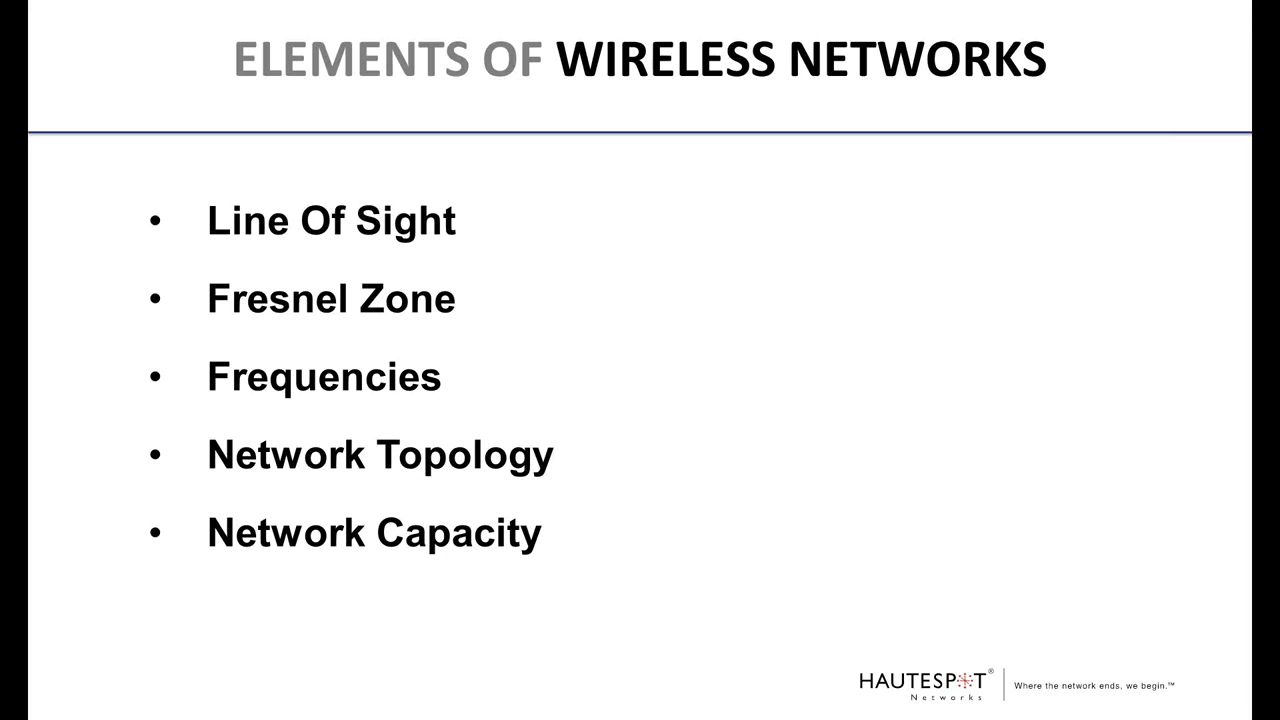 ELEMENTS OF WIRELESS NETWORKS
• Line Of Sight
• Fresnel Zone
• Frequencies
• Network Topology
• Network Capacity
HAUTESPOT® Where the network ends, we begin.™
Networks